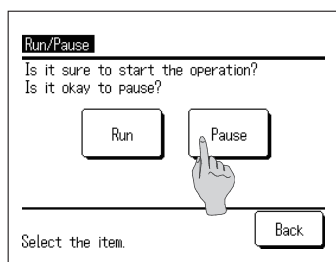 Run/Pause
Is it sure to start the operation?
Is it okay to pause?
Run
Pause
Select the item.
Back